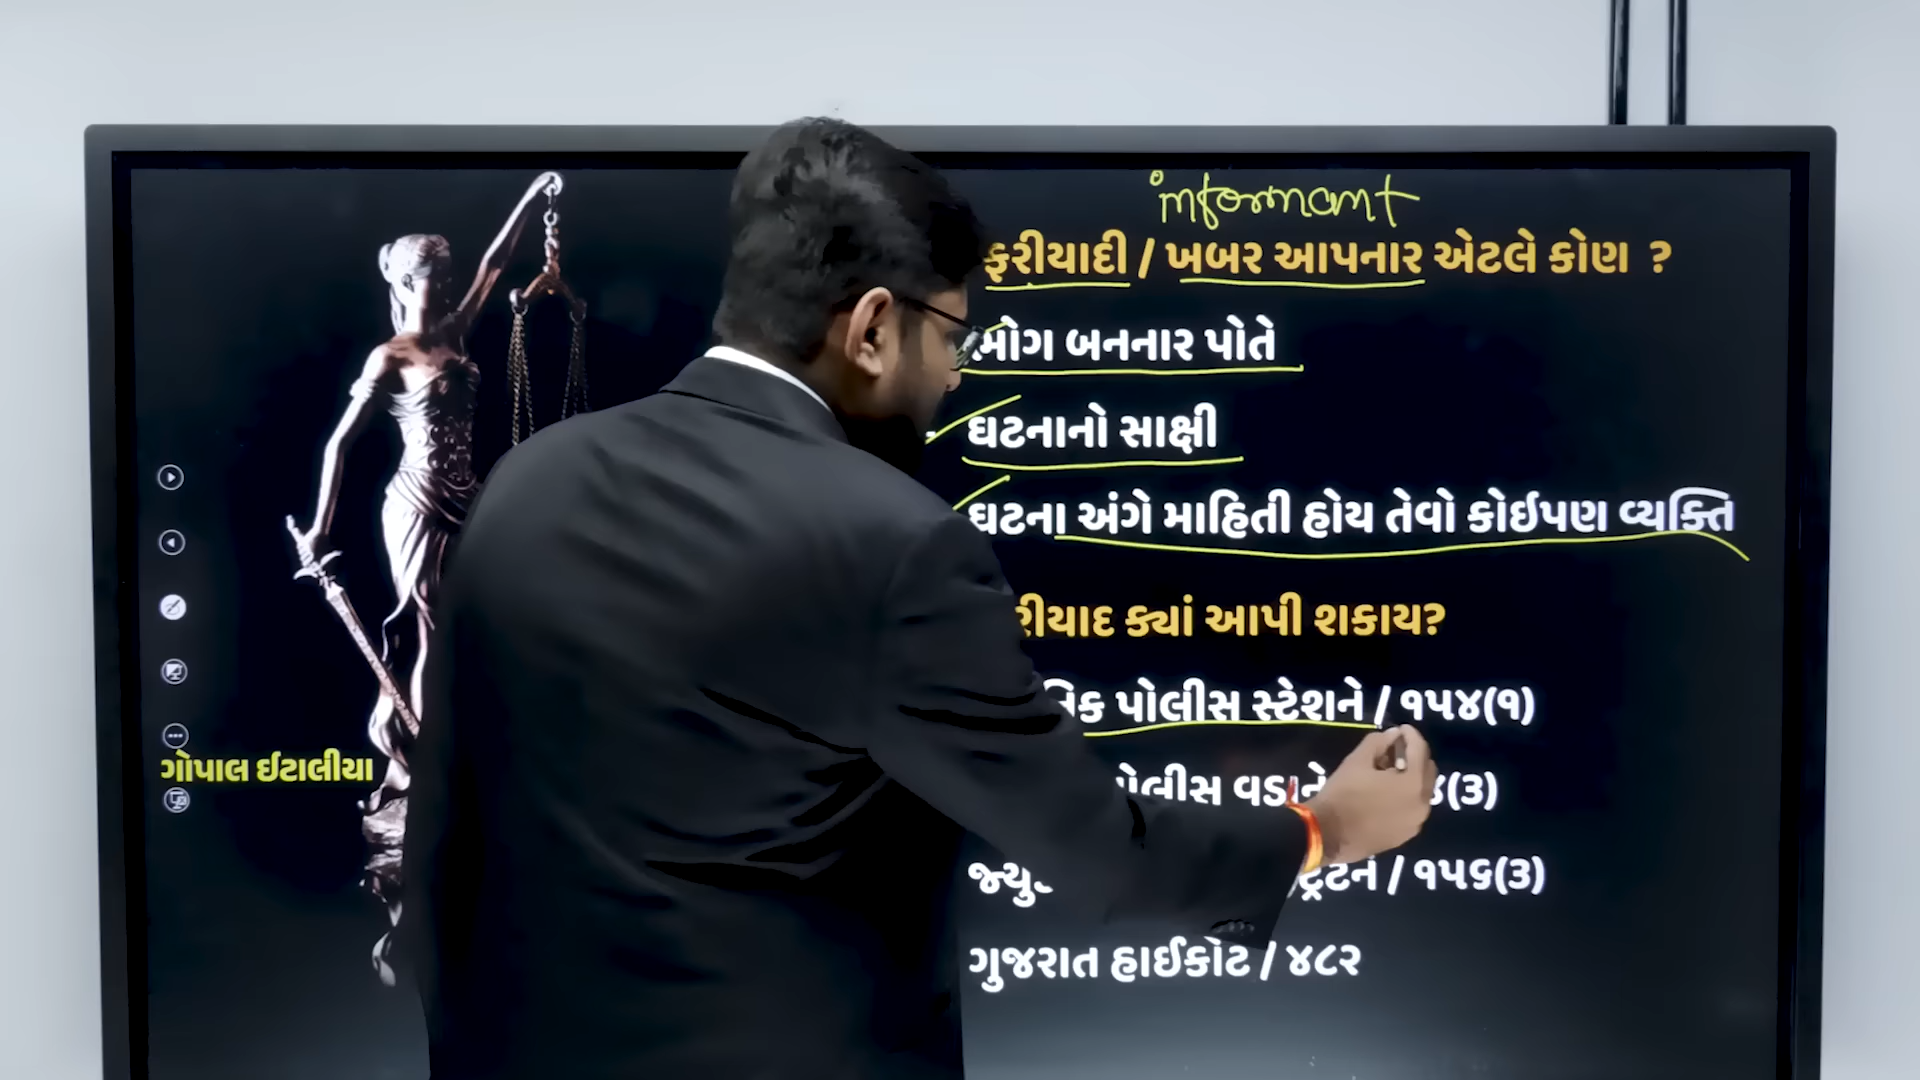 informant
ફરીયાદી / ખબર આપનાર એટલે કોણ ?
ભોગ બનનાર પોતે
- ઘટનાનો સાક્ષી
ઘટના અંગે માહિતી હોય તેવો કોઈપણ વ્યક્તિ
ક્યાં આપી શકાય?
પોલીસ સ્ટેશને / ૧૫૪(૧)
પોલીસ વડાને
/ ૧૫૬(૩)
ગુજરાત હાઈકોર્ટ / ૪૮૨
ગોપાલ ઈટાલીયા